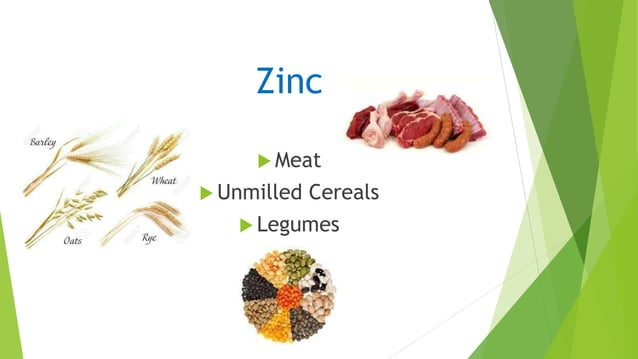 Zinc
Meat
Unmilled Cereals
Legumes
Barley
Wheat
Oats
Rye